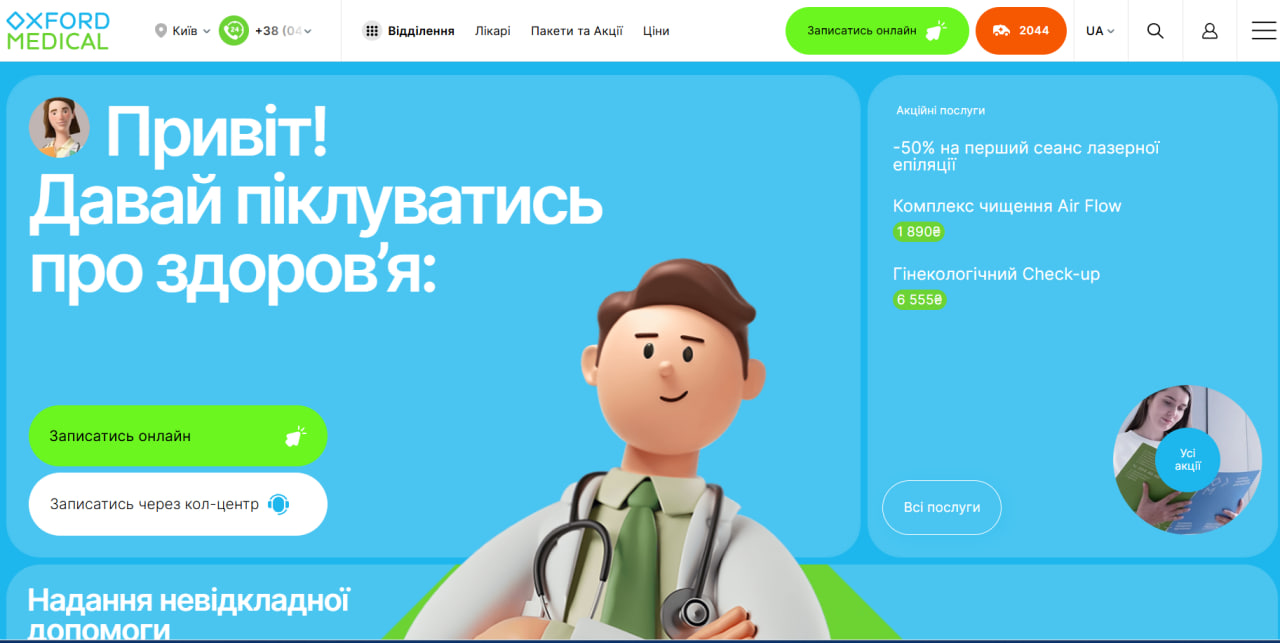 OXFORD
MEDICAL
Київ
24
+38 (04
Відділення
Лікарі
Пакети та Акції
Ціни
Записатись онлайн
2044
UA
Привіт!
Давай піклуватись
про здоров’я:
Записатись онлайн
Записатись через кол-центр
Акційні послуги
-50% на перший сеанс лазерної
епіляції
Комплекс чищення Air Flow
1 890₴
Гінекологічний Check-up
6 555₴
Всі послуги
Усі
акції
Надання невідкладної
допомоги